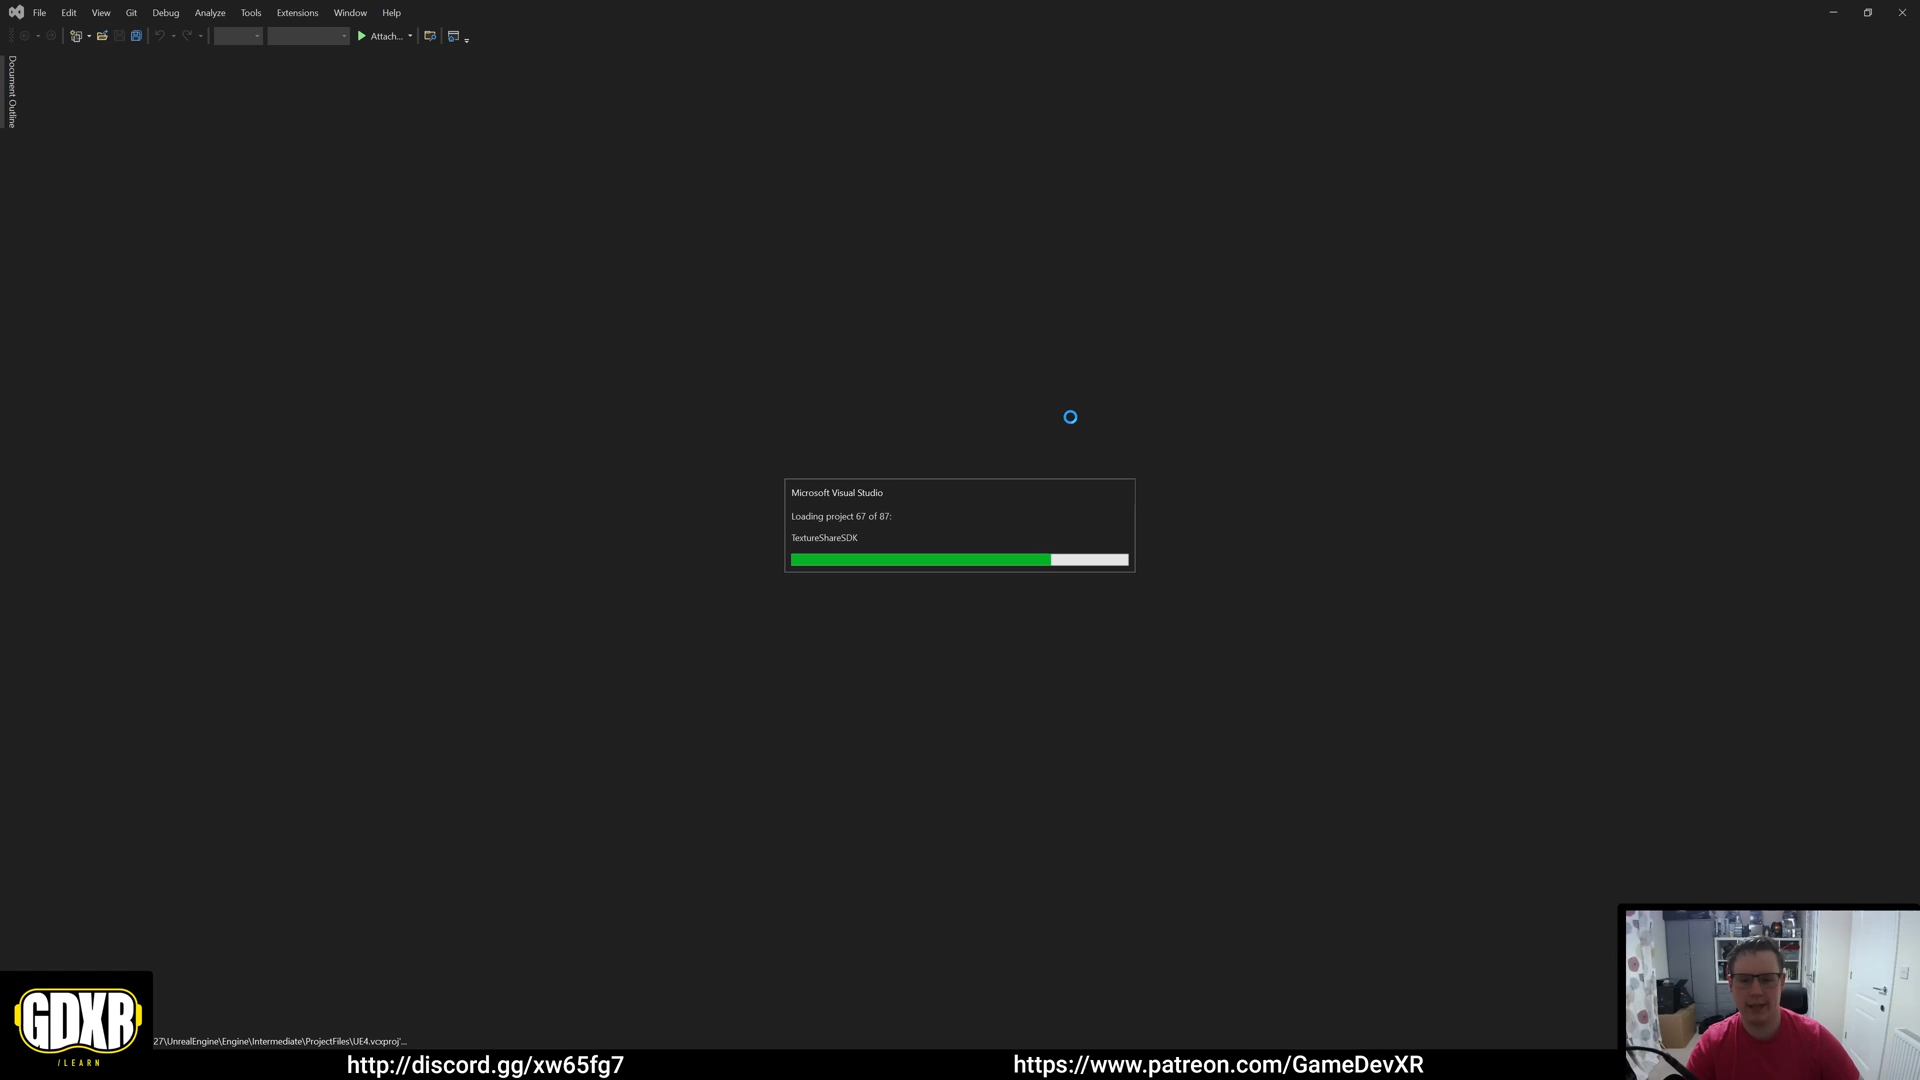 File Edit View Git Debug Analyze Tools Extensions Window Help
Attach...
Document Outline
Microsoft Visual Studio
Loading project 67 of 87:
TextureShareSDK
27\UnrealEngine\Engine\Intermediate\ProjectFiles\UE4.vcxproj'...
GDXR
/LEARN
http://discord.gg/xw65fg7
https://www.patreon.com/GameDevXR